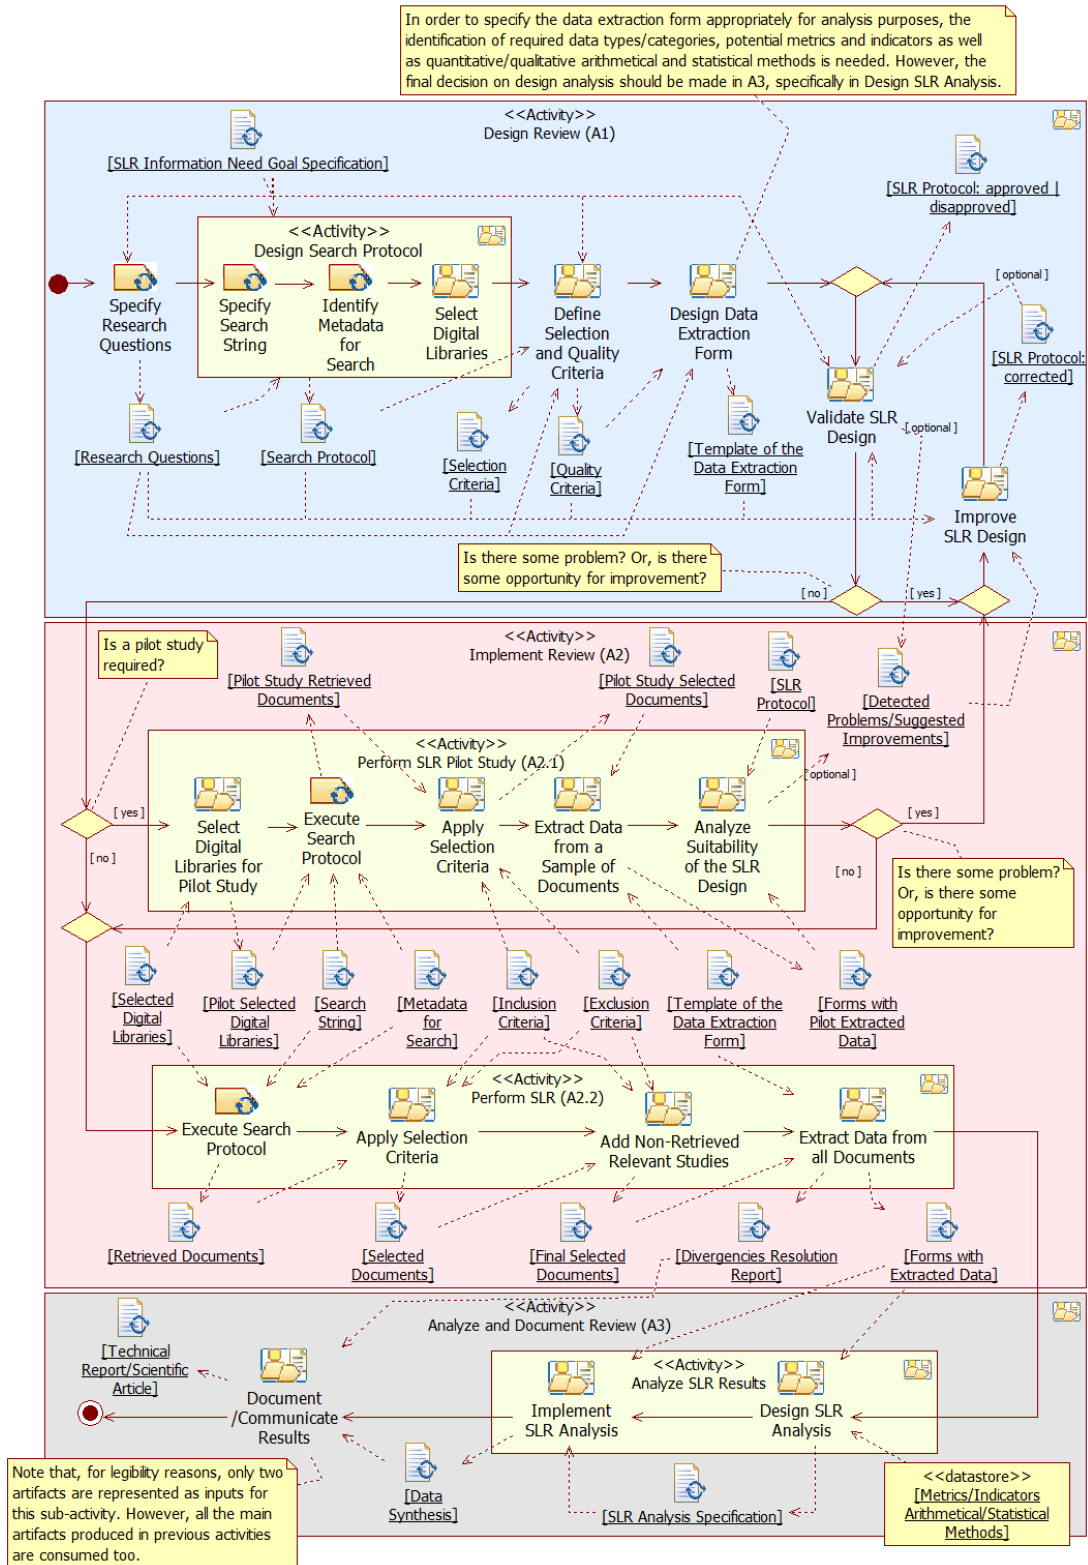 In order to specify the data extraction form appropriately for analysis purposes, the
identification of required data types/categories, potential metrics and indicators as well
as quantitative/qualitative arithmetical and statistical methods is needed. However, the
final decision on design analysis should be made in A3, specifically in Design SLR Analysis.
<<Activity>>
Design Review (A1)
[SLR Information Need Goal Specification]
[SLR Protocol: approved |
disapproved]
<<Activity>>
Design Search Protocol
Specify
Research
Questions
Specify
Search
String
Identify
Metadata
for
Search
Select
Digital
Libraries
Define
Selection
and Quality
Criteria
Design Data
Extraction
Form
[ optional ]
[SLR Protocol:
corrected]
Validate SLR
Design
[ optional ]
[Research Questions]
[Search Protocol]
[Selection
Criteria]
[Quality
Criteria]
[Template of the
Data Extraction
Form]
Improve
SLR Design
Is there some problem? Or, is there
some opportunity for improvement?
[ no ]
[ yes ]
<<Activity>>
Implement Review (A2)
Is a pilot study
required?
[Pilot Study Retrieved
Documents]
[Pilot Study Selected
Documents]
[SLR
Protocol]
[Detected
Problems/Suggested
Improvements]
<<Activity>>
Perform SLR Pilot Study (A2.1)
[optional ]
[ yes ]
Select
Digital
Libraries for
Pilot Study
Execute
Search
Protocol
Apply
Selection
Criteria
Extract Data
from a
Sample of
Documents
Analyze
Suitability
of the SLR
Design
[ yes ]
[ no ]
[ no ]
Is there some problem?
Or, is there some
opportunity for
improvement?
[Selected
Digital
Libraries]
[Pilot Selected
Digital
Libraries]
[Search
String]
[Metadata
for
Search]
[Inclusion
Criteria]
[Exclusion
Criteria]
[Template of the
Data Extraction
Form]
[Forms with
Pilot Extracted
Data]
<<Activity>>
Perform SLR (A2.2)
Execute Search
Protocol
Apply Selection
Criteria
Add Non-Retrieved
Relevant Studies
Extract Data from
all Documents
[Retrieved Documents]
[Selected
Documents]
[Final Selected
Documents]
[Divergencies Resolution
Report]
[Forms with
Extracted Data]
<<Activity>>
Analyze and Document Review (A3)
[Technical
Report/Scientific
Article]
Document
/Communicate
Results
<<Activity>>
Analyze SLR Results
Implement
SLR Analysis
Design SLR
Analysis
Note that, for legibility reasons, only two
artifacts are represented as inputs for
this sub-activity. However, all the main
artifacts produced in previous activities
are consumed too.
[Data
Synthesis]
[SLR Analysis Specification]
<<datastore>>
[Metrics/Indicators
Arithmetical/Statistical
Methods]